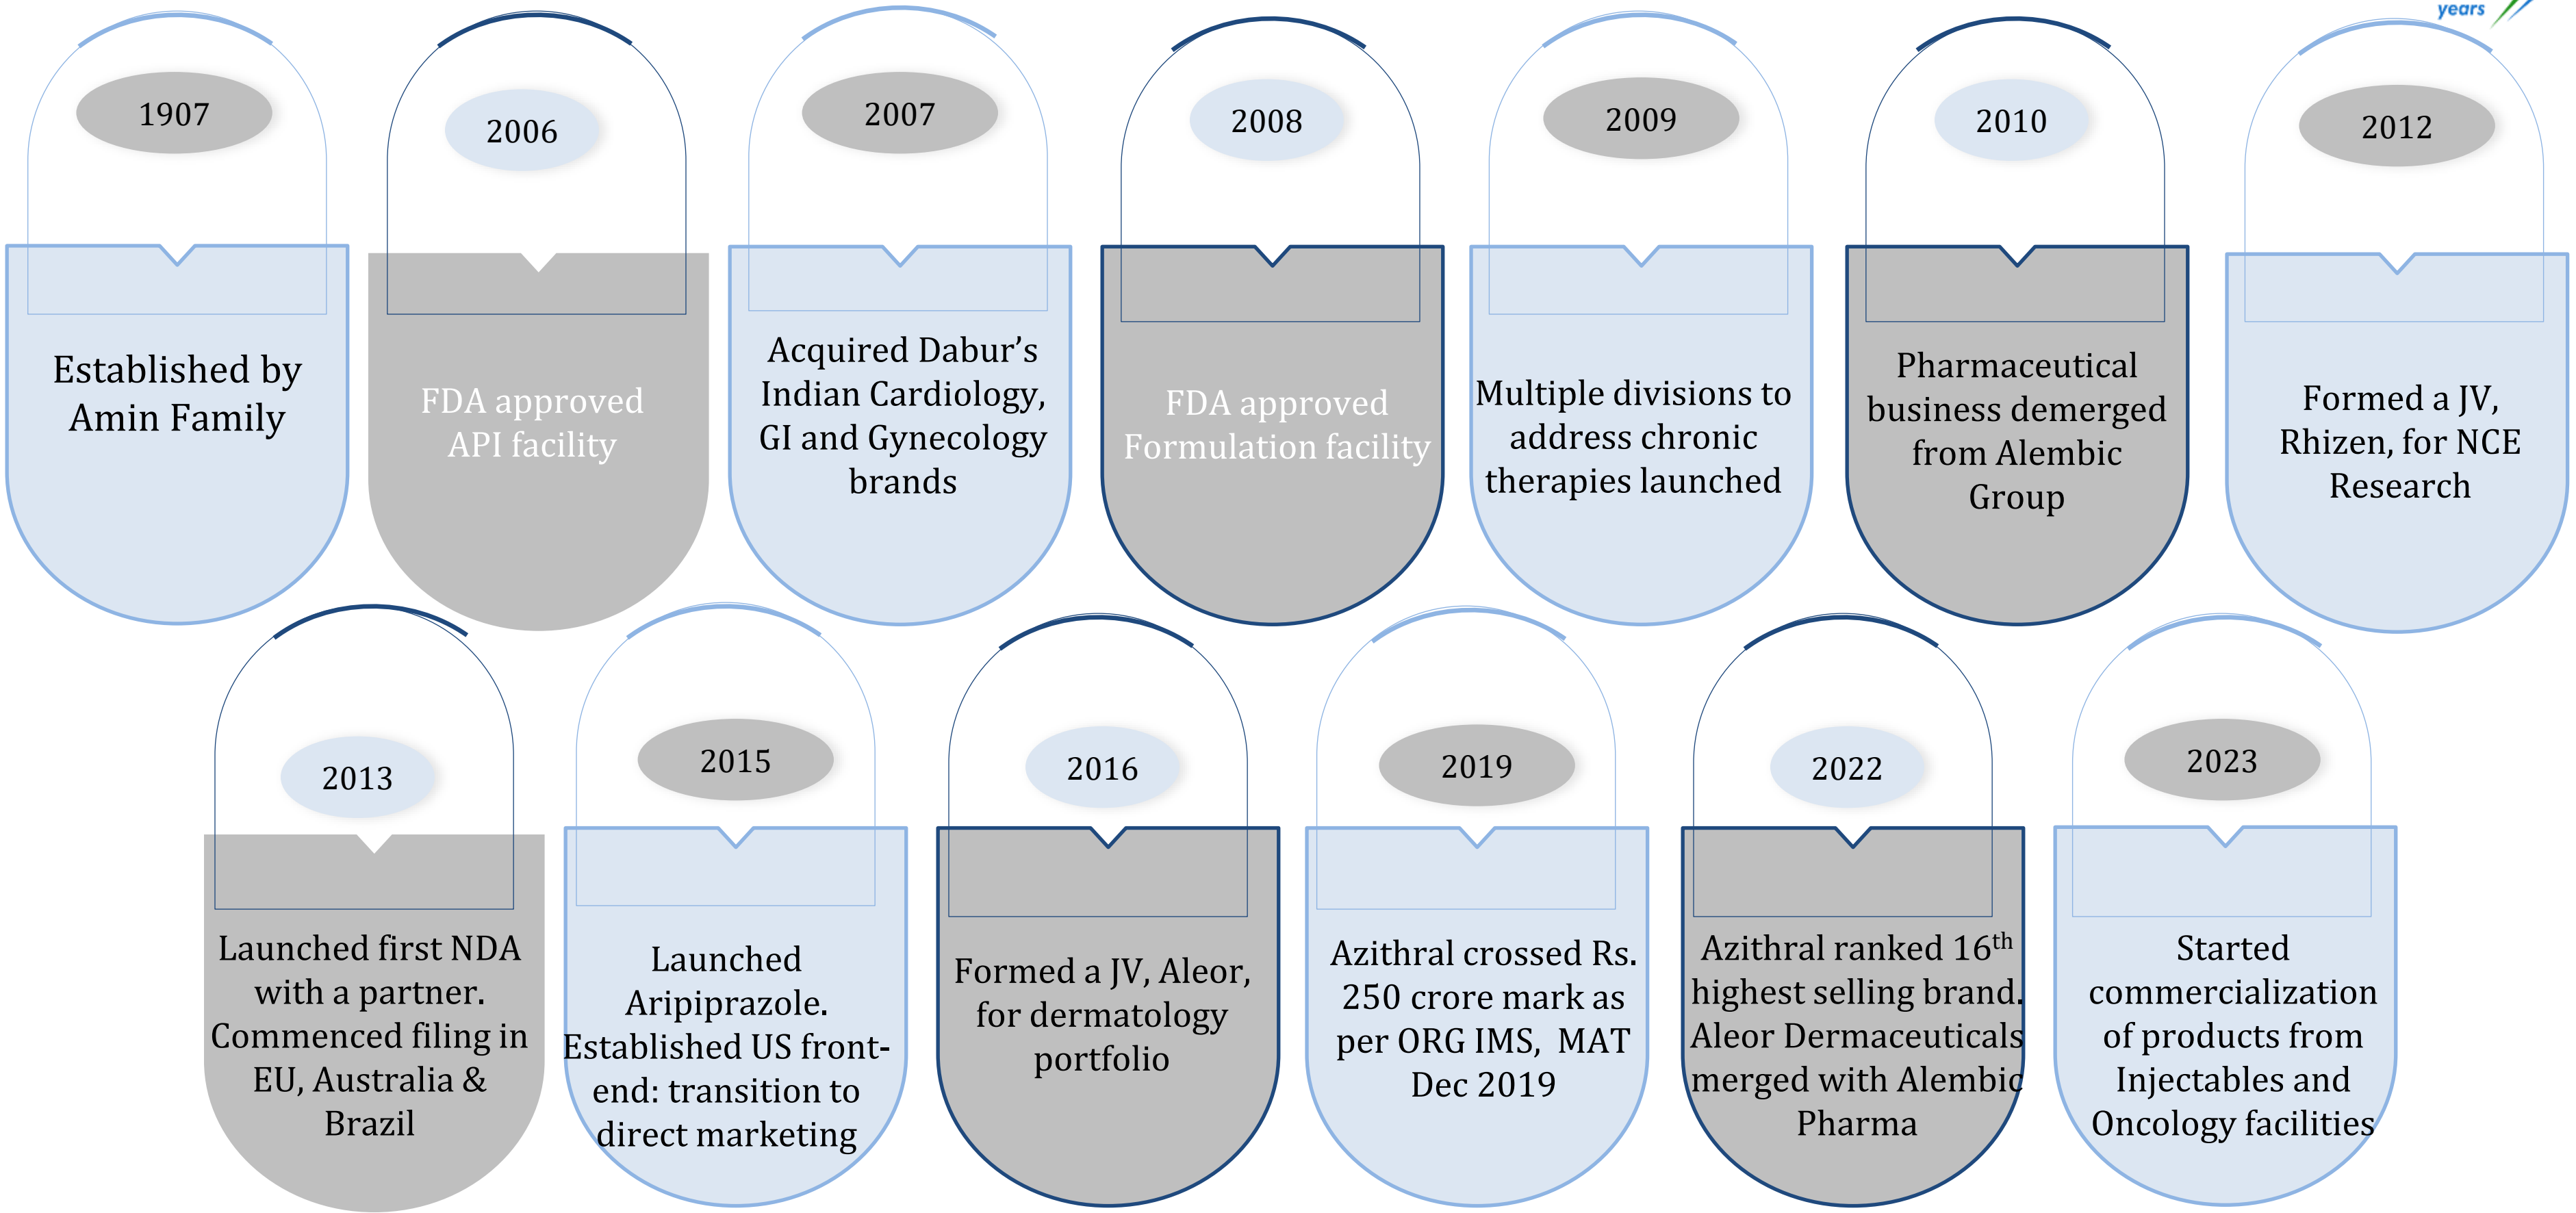 years
1907
Established by
Amin Family
2006
FDA approved
API facility
2007
Acquired Dabur’s
Indian Cardiology,
GI and Gynecology
brands
2008
FDA approved
Formulation facility
2009
Multiple divisions to
address chronic
therapies launched
2010
Pharmaceutical
business demerged
from Alembic
Group
2012
Formed a JV,
Rhizen, for NCE
Research
2013
Launched first NDA
with a partner.
Commenced filing in
EU, Australia &
Brazil
2015
Launched
Aripiprazole.
Established US front-
end: transition to
direct marketing
2016
Formed a JV, Aleor,
for dermatology
portfolio
2019
Azithral crossed Rs.
250 crore mark as
per ORG IMS,  MAT
Dec 2019
2022
Azithral ranked 16th
highest selling brand.
Aleor Dermaceuticals
merged with Alembic
Pharma
2023
Started
commercialization
of products from
Injectables and
Oncology facilities